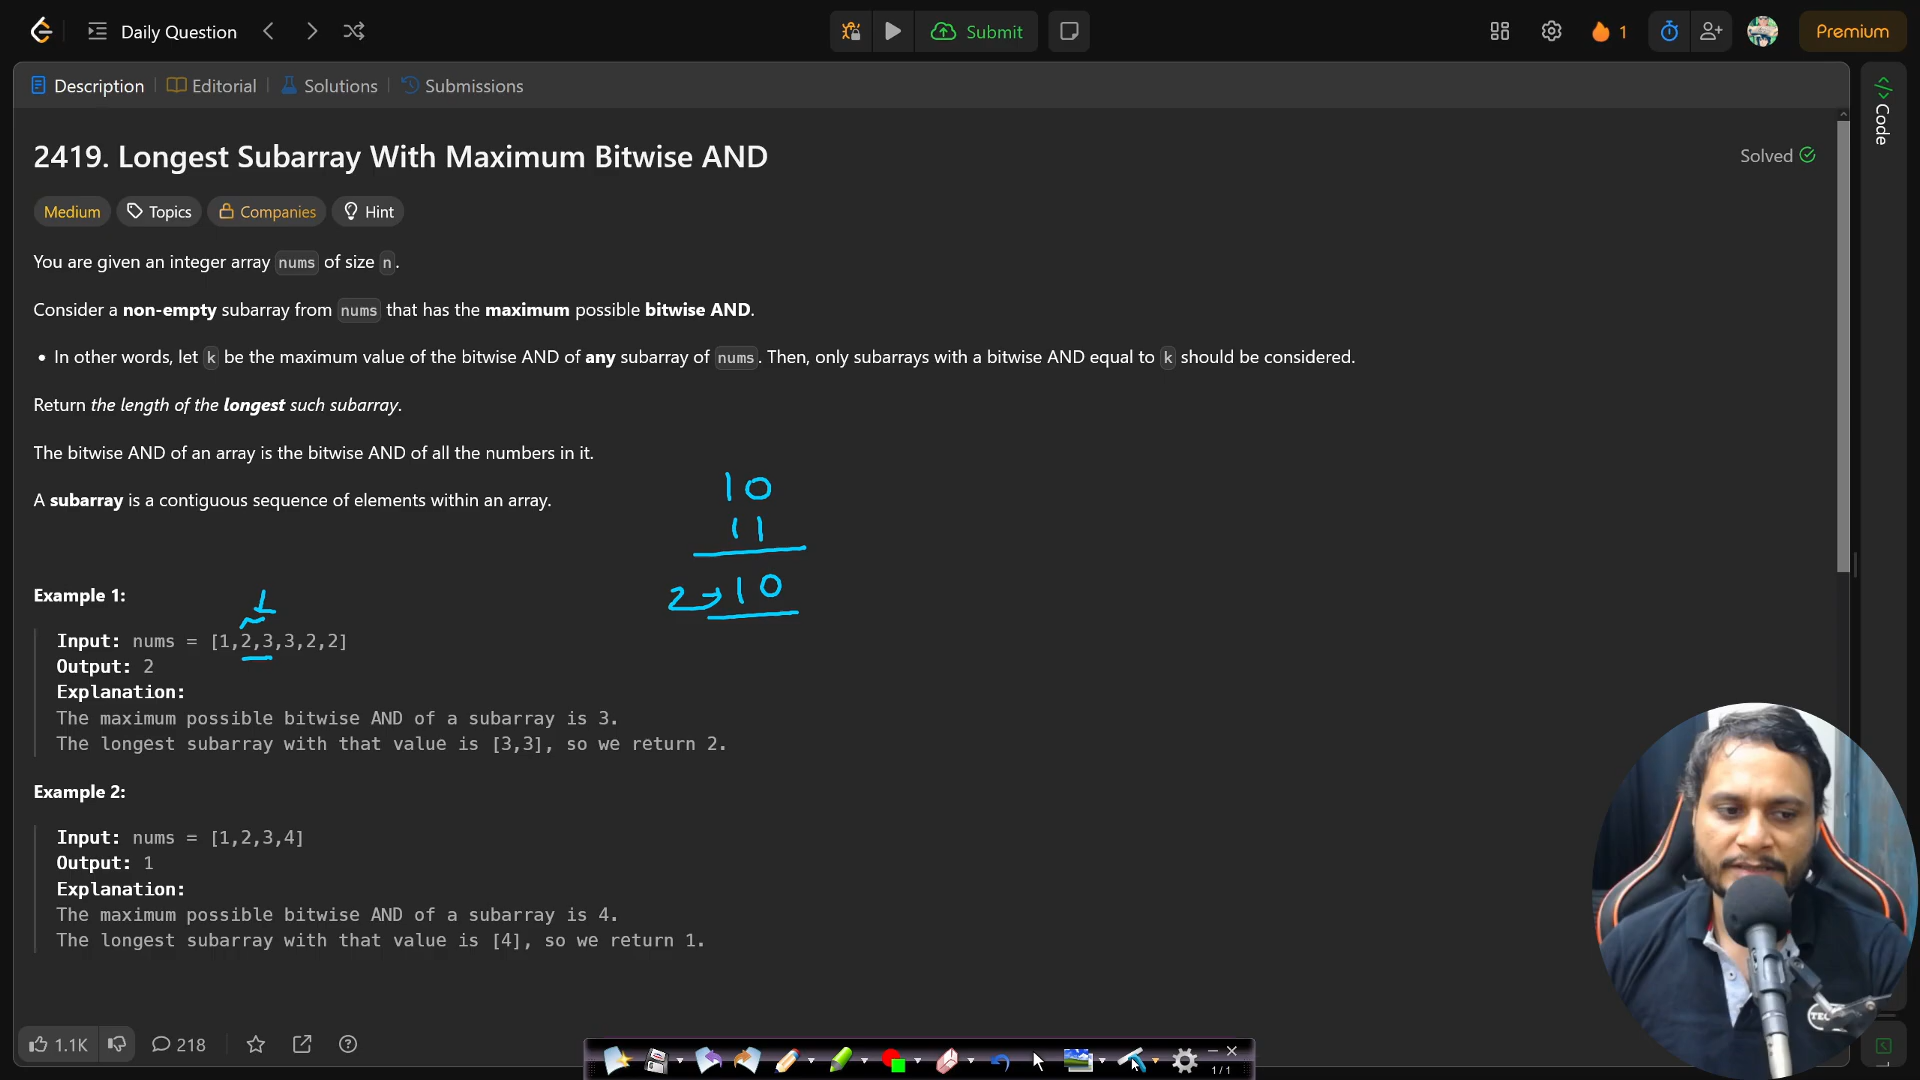 Daily Question
Submit
1
Premium
Description
Editorial
Solutions
Submissions
Code
2419. Longest Subarray With Maximum Bitwise AND
Solved
Medium
Topics
Companies
Hint
You are given an integer array nums of size n.
Consider a non-empty subarray from nums that has the maximum possible bitwise AND.
• In other words, let k be the maximum value of the bitwise AND of any subarray of nums. Then, only subarrays with a bitwise AND equal to k should be considered.
Return the length of the longest such subarray.
The bitwise AND of an array is the bitwise AND of all the numbers in it.
A subarray is a contiguous sequence of elements within an array.
10
11
2 → 10
Example 1:
1
Input: nums = [1,2,3,3,2,2]
Output: 2
Explanation:
The maximum possible bitwise AND of a subarray is 3.
The longest subarray with that value is [3,3], so we return 2.
Example 2:
Input: nums = [1,2,3,4]
Output: 1
Explanation:
The maximum possible bitwise AND of a subarray is 4.
The longest subarray with that value is [4], so we return 1.
1.1K
218
1/1